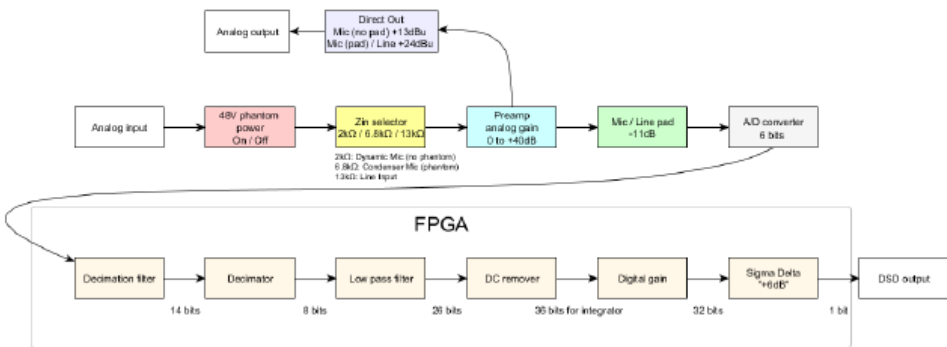 Direct Out
Mic (no pad) +13dBu
Mic (pad) / Line +24dBu
Analog output
Analog input
48V phantom
power
On / Off
Zin selector
2kΩ / 6.8kΩ / 13kΩ
Preamp
analog gain
0 to +40dB
Mic / Line pad
-11dB
A/D converter
6 bits
2kΩ: Dynamic Mic (no phantom)
6.8kΩ: Condenser Mic (phantom)
13kΩ: Line Input
FPGA
Decimation filter
Decimator
Low pass filter
DC remover
Digital gain
Sigma Delta
"+6dB"
DSD output
14 bits
8 bits
26 bits
36 bits for integrator
32 bits
1 bit